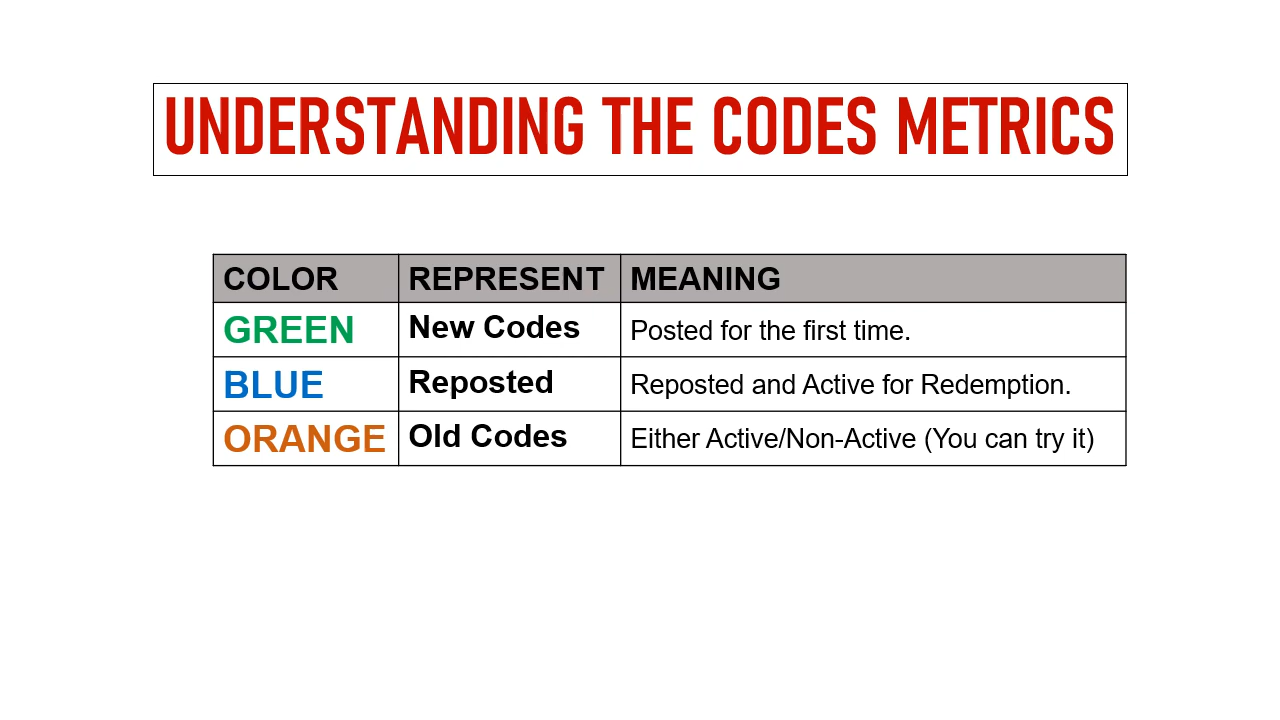 UNDERSTANDING THE CODES METRICS
COLOR REPRESENT MEANING
GREEN New Codes Posted for the first time.
BLUE Reposted Reposted and Active for Redemption.
ORANGE Old Codes Either Active/Non-Active (You can try it)